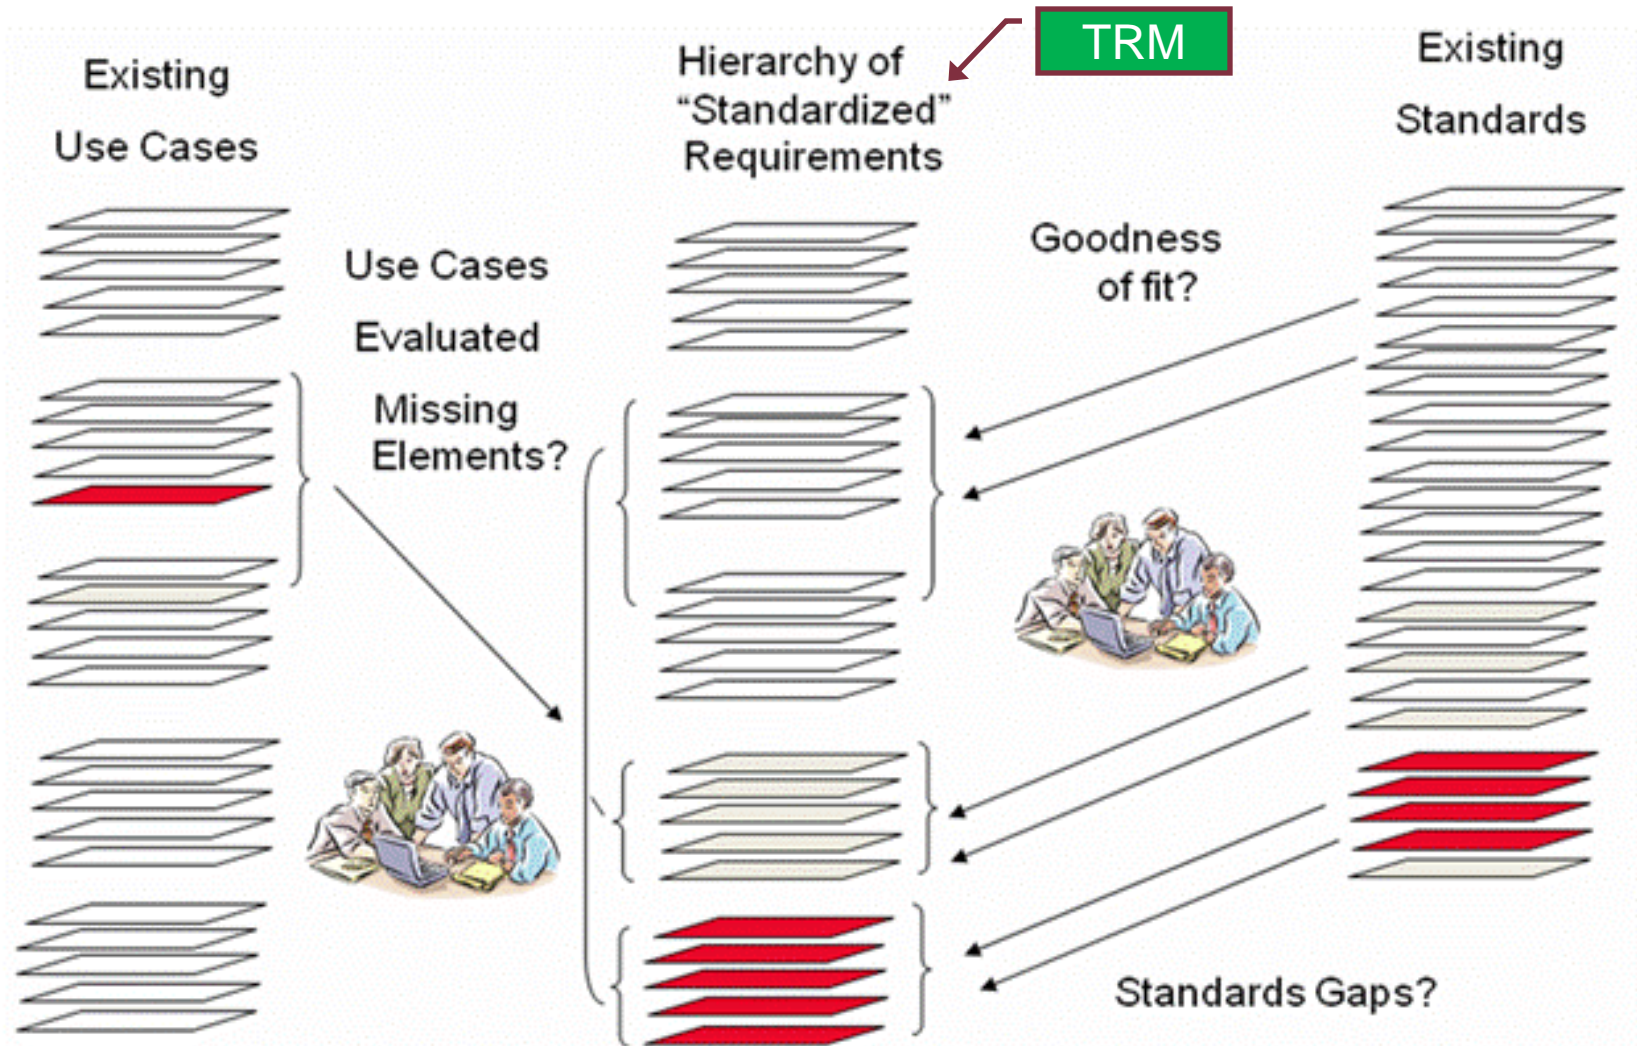 Existing
Use Cases
Use Cases
Evaluated
Missing
Elements?
Hierarchy of
“Standardized”
Requirements
TRM
Goodness
of fit?
Existing
Standards
Standards Gaps?